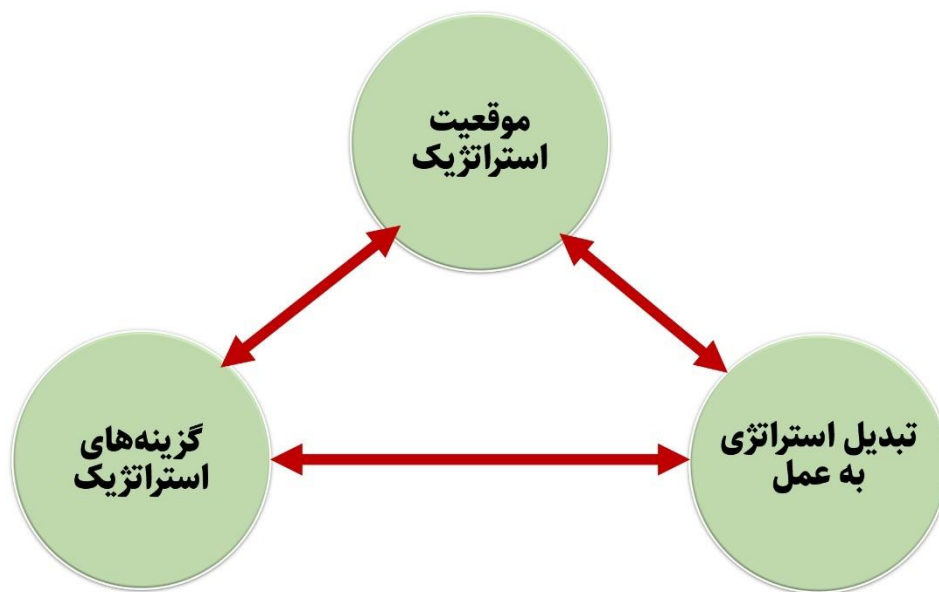 موقعیت
استراتژیک
تبدیل استراتژی
به عمل
گزینه‌های
استراتژیک